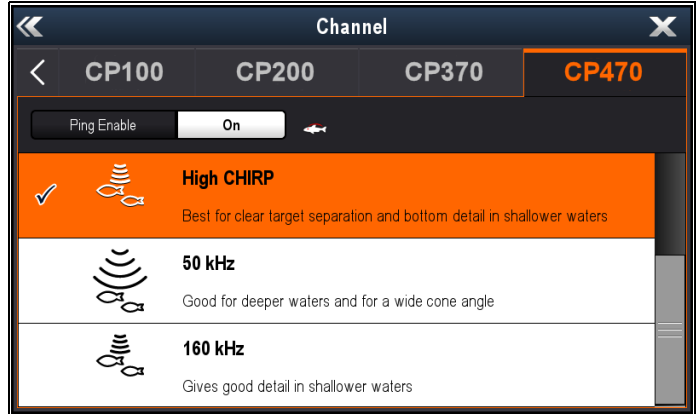 Channel
CP100 CP200 CP370 CP470
Ping Enable On
High CHIRP
Best for clear target separation and bottom detail in shallower waters
50 kHz
Good for deeper waters and for a wide cone angle
160 kHz
Gives good detail in shallower waters